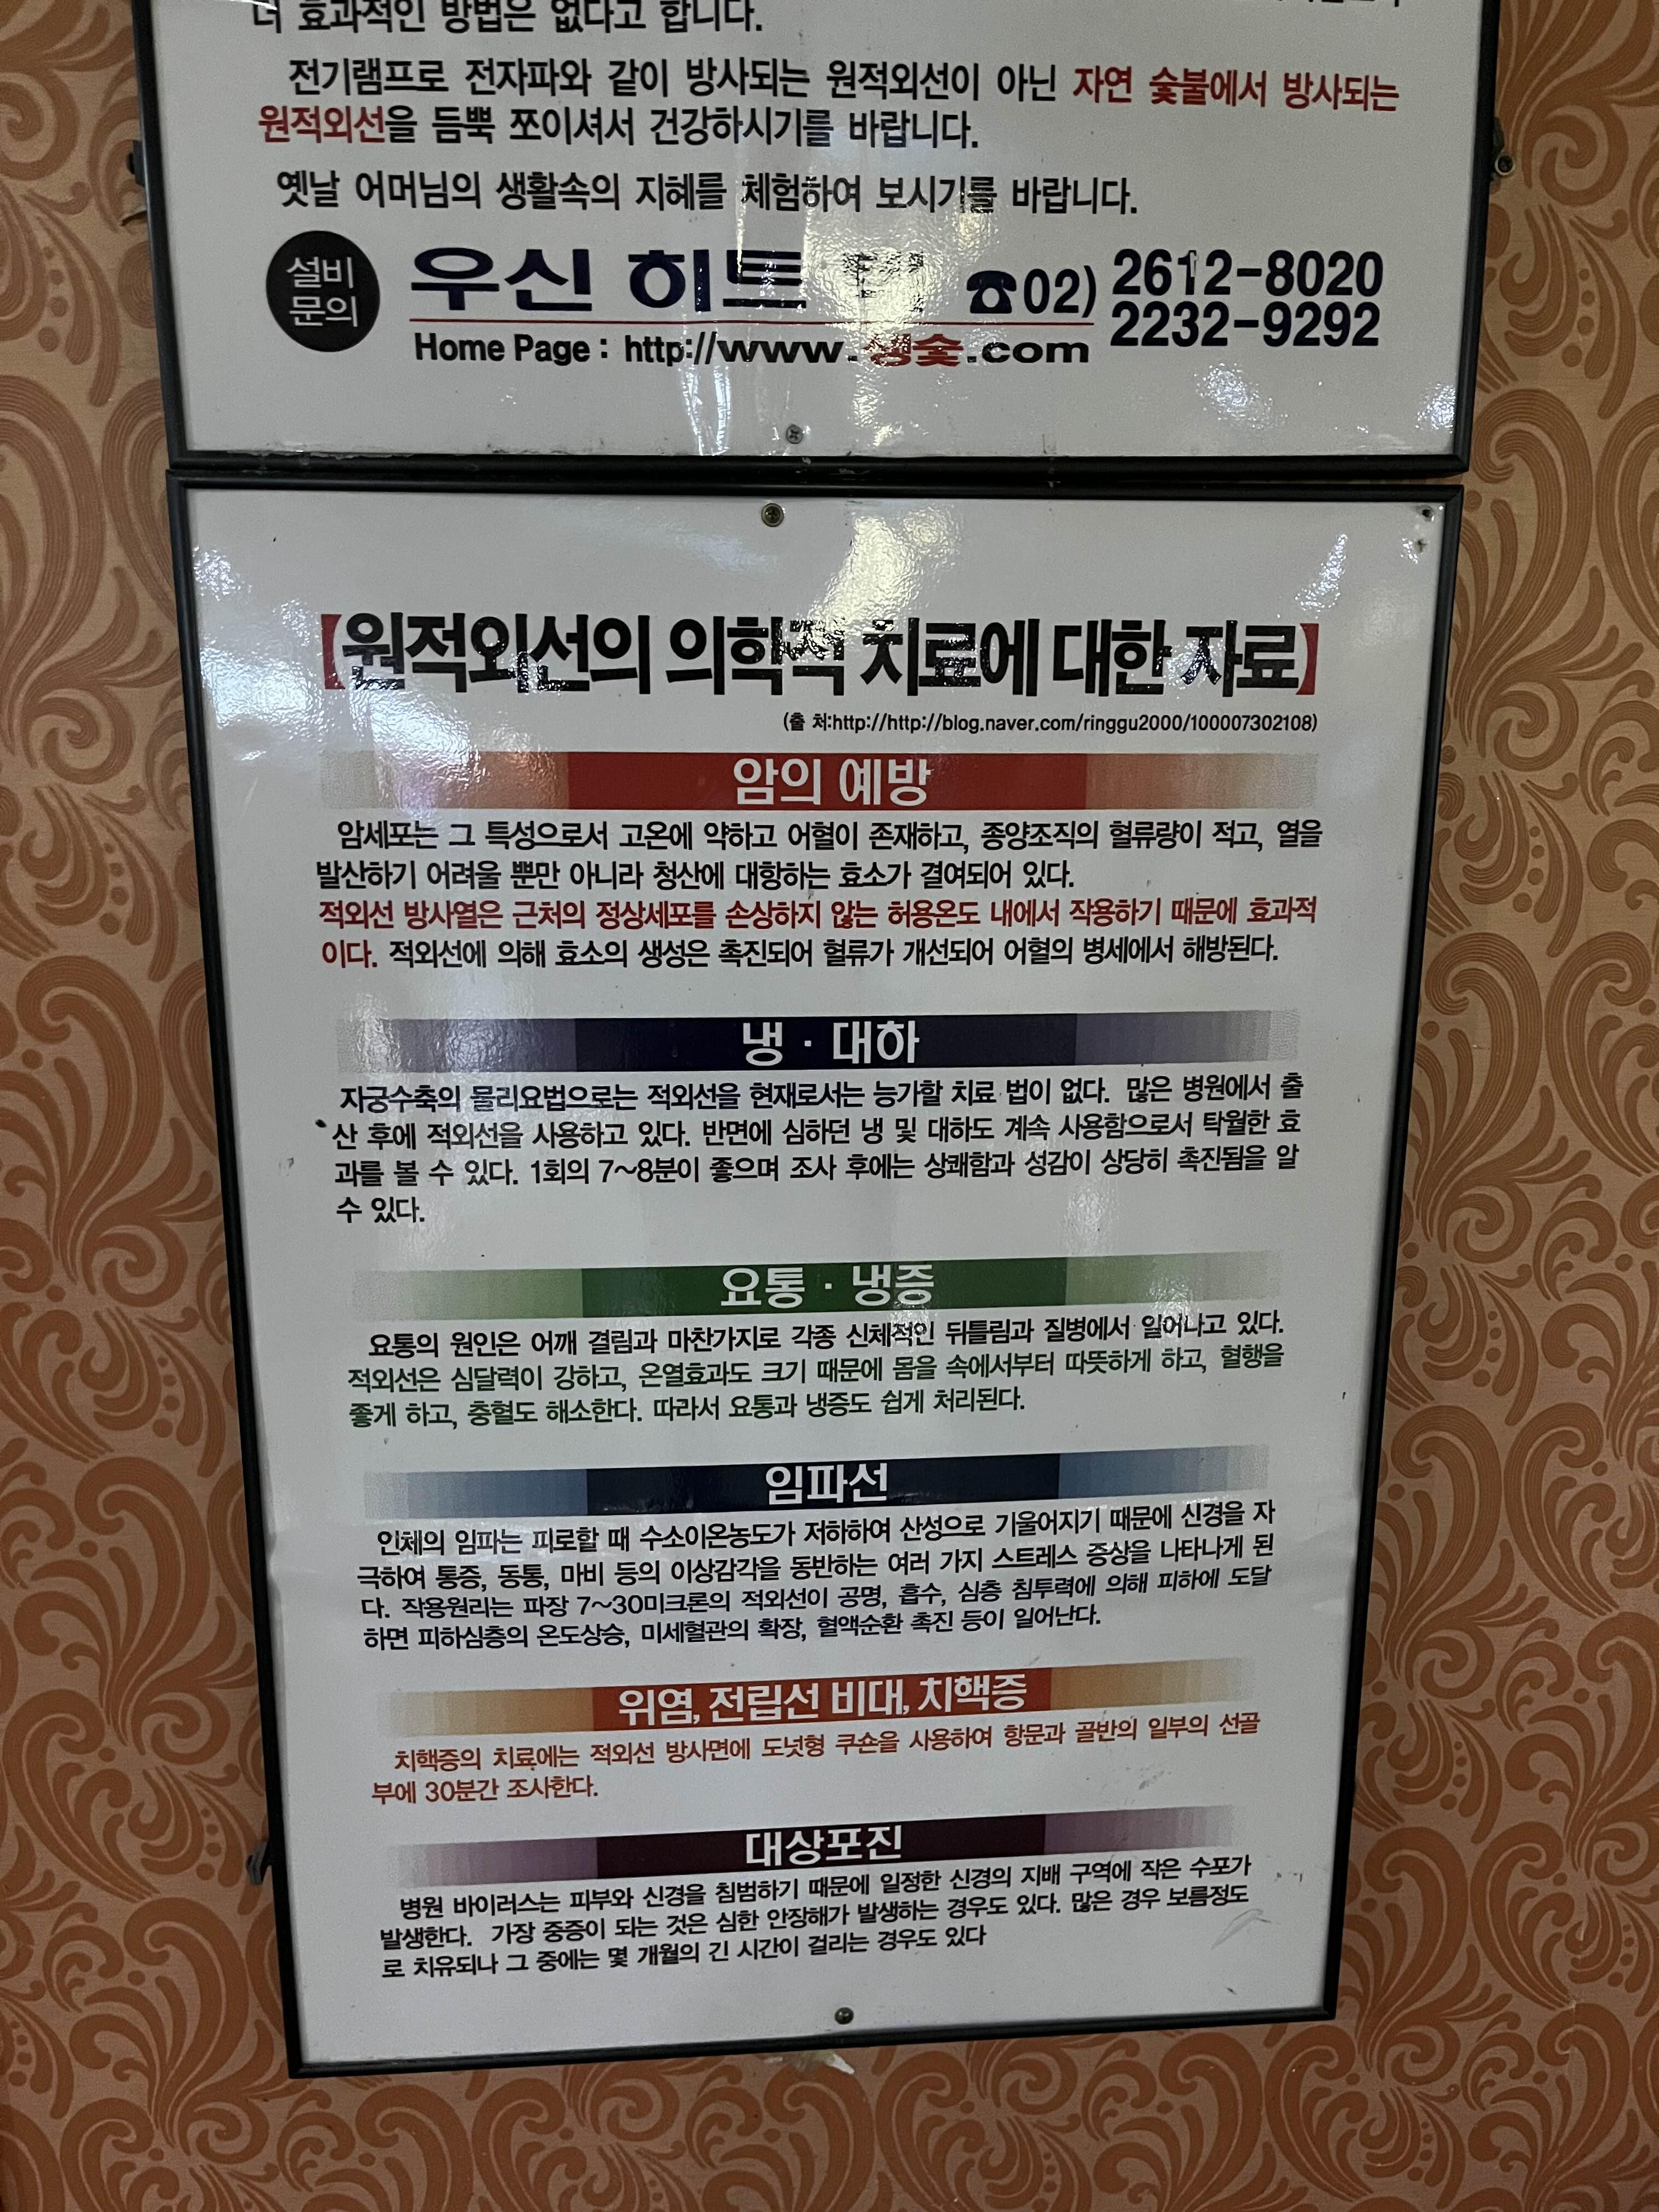 더 효과적인 방법은 없다고 합니다.
전기램프로 전자파와 같이 방사되는 원적외선이 아닌 자연 숯불에서 방사되는
원적외선을 듬뿍 쪼이셔서 건강하시기를 바랍니다.
옛날 어머님의 생활속의 지혜를 체험하여 보시기를 바랍니다.
설비
문의
우신 히트
☎02) 2612-8020
2232-9292
Home Page : http://www.생숯.com
【원적외선의 의학적 치료에 대한 자료】
(출 처:http://http://blog.naver.com/ringgu2000/100007302108)
암의 예방
암세포는 그 특성으로서 고온에 약하고 어혈이 존재하고, 종양조직의 혈류량이 적고, 열을
발산하기 어려울 뿐만 아니라 청산에 대항하는 효소가 결여되어 있다.
적외선 방사열은 근처의 정상세포를 손상하지 않는 허용온도 내에서 작용하기 때문에 효과적
이다. 적외선에 의해 효소의 생성은 촉진되어 혈류가 개선되어 어혈의 병세에서 해방된다.
냉 · 대하
자궁수축의 물리요법으로는 적외선을 현재로서는 능가할 치료 법이 없다. 많은 병원에서 출
산 후에 적외선을 사용하고 있다. 반면에 심하던 냉 및 대하도 계속 사용함으로서 탁월한 효
과를 볼 수 있다. 1회의 7~8분이 좋으며 조사 후에는 상쾌함과 성감이 상당히 촉진됨을 알
수 있다.
요통 · 냉증
요통의 원인은 어깨 결림과 마찬가지로 각종 신체적인 뒤틀림과 질병에서 일어나고 있다.
적외선은 심달력이 강하고, 온열효과도 크기 때문에 몸을 속에서부터 따뜻하게 하고, 혈행을
좋게 하고, 충혈도 해소한다. 따라서 요통과 냉증도 쉽게 처리된다.
임파선
인체의 임파는 피로할 때 수소이온농도가 저하하여 산성으로 기울어지기 때문에 신경을 자
극하여 통증, 동통, 마비 등의 이상감각을 동반하는 여러 가지 스트레스 증상을 나타나게 된
다. 작용원리는 파장 7~30미크론의 적외선이 공명, 흡수, 심층 침투력에 의해 피하에 도달
하면 피하심층의 온도상승, 미세혈관의 확장, 혈액순환 촉진 등이 일어난다.
위염, 전립선 비대, 치핵증
치핵증의 치료에는 적외선 방사면에 도넛형 쿠숀을 사용하여 항문과 골반의 일부의 선골
부에 30분간 조사한다.
대상포진
병원 바이러스는 피부와 신경을 침범하기 때문에 일정한 신경의 지배 구역에 작은 수포가
발생한다. 가장 중증이 되는 것은 심한 안장해가 발생하는 경우도 있다. 많은 경우 보름정도
로 치유되나 그 중에는 몇 개월의 긴 시간이 걸리는 경우도 있다